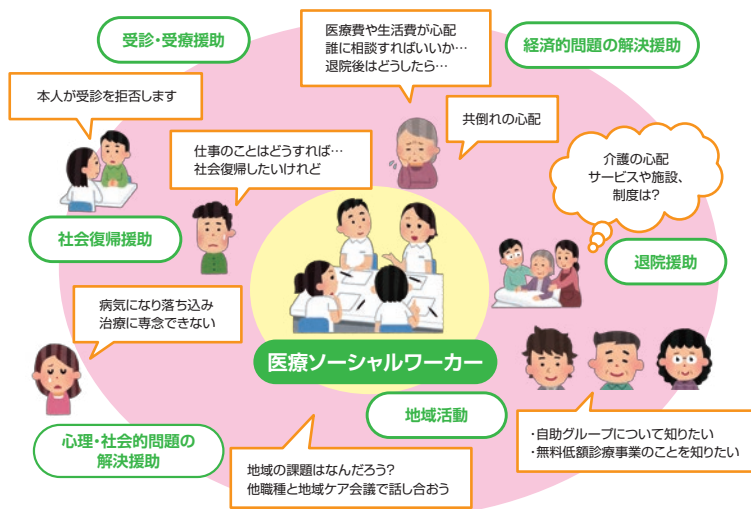 受診・受療援助
医療費や生活費が心配
誰に相談すればいいか…
退院後はどうしたら…
経済的問題の解決援助
本人が受診を拒否します
共倒れの心配
仕事のことはどうすれば…
社会復帰したいけれど
介護の心配
サービスや施設、
制度は?
社会復帰援助
退院援助
病気になり落ち込み
治療に専念できない
医療ソーシャルワーカー
地域活動
心理・社会的問題の
解決援助
地域の課題はなんだろう?
他職種と地域ケア会議で話し合おう
・自助グループについて知りたい
・無料低額診療事業のことを知りたい